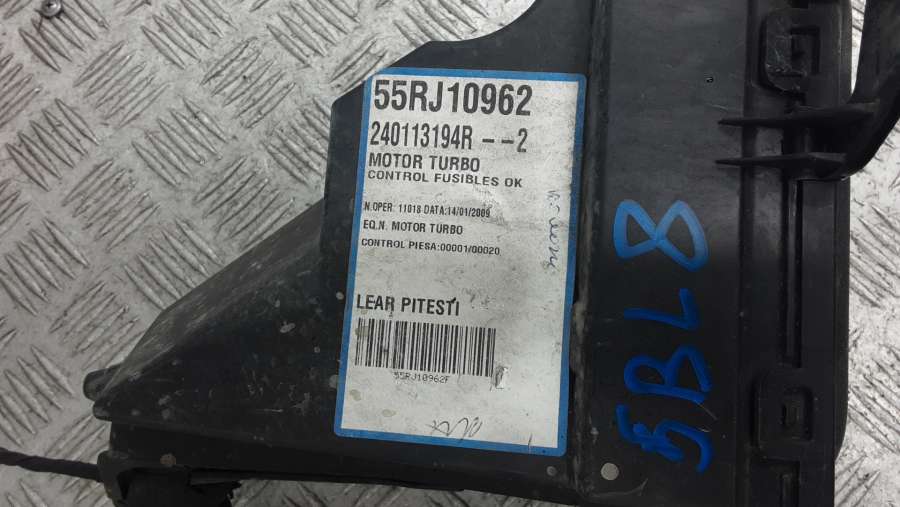 55RJ10962
240113194R - -2
MOTOR TURBO
CONTROL FUSIBLES OK
N.OPER: 11018 DATA:14/01/2009
EQ.N. MOTOR TURBO
CONTROL PIESA:00001/00020
LEAR PITESTI
55RJ10962F